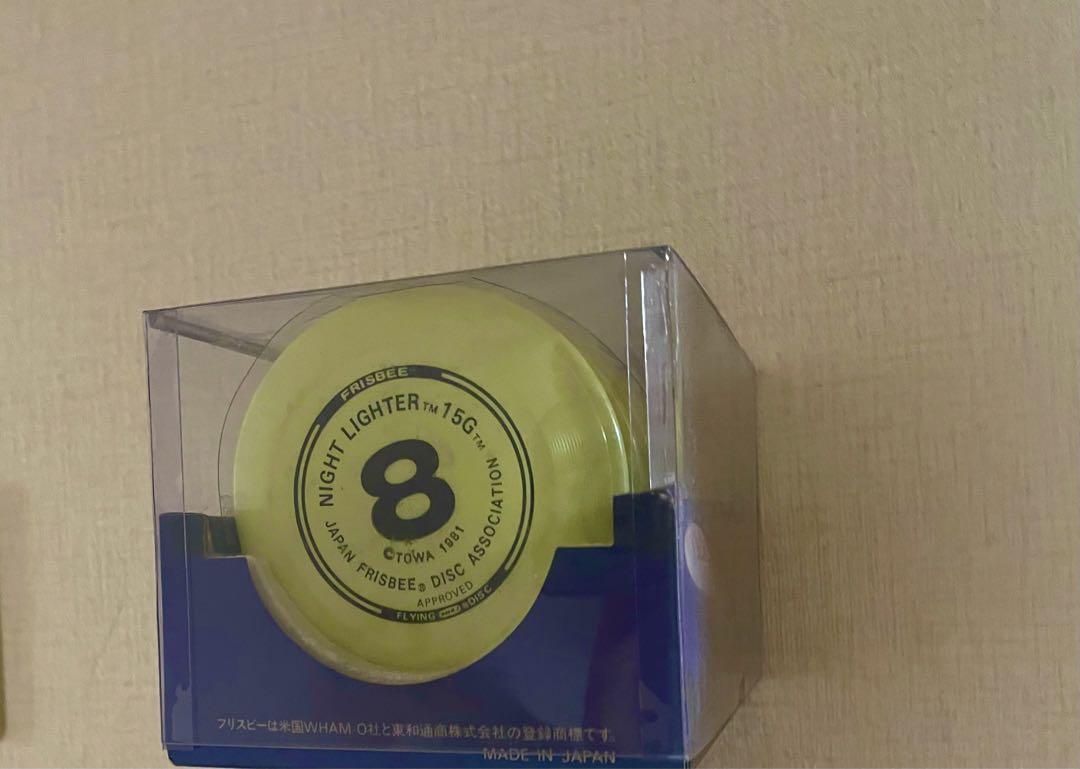 FRISBEE™
NIGHT LIGHTER™ 15G™
8
©TOWA 1981
JAPAN FRISBEE® DISC ASSOCIATION
APPROVED
FLYING DISC
フリスビーは米国WHAM-O社と東和通商株式会社の登録商標です。
MADE IN JAPAN